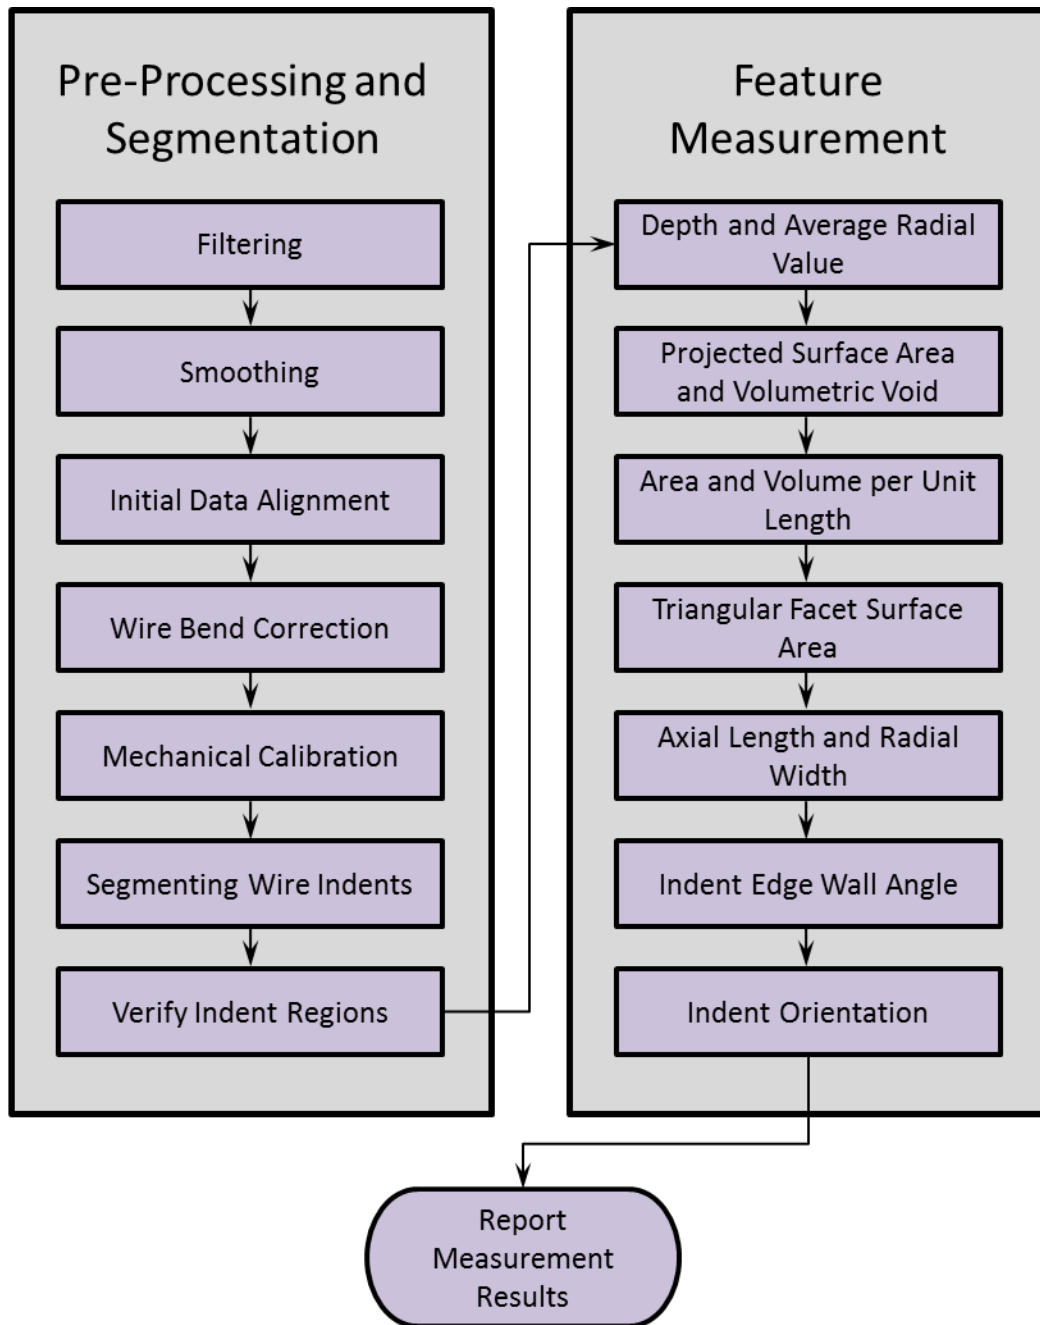 Pre-Processing and
Segmentation
Filtering
Smoothing
Initial Data Alignment
Wire Bend Correction
Mechanical Calibration
Segmenting Wire Indents
Verify Indent Regions
Feature
Measurement
Depth and Average Radial
Value
Projected Surface Area
and Volumetric Void
Area and Volume per Unit
Length
Triangular Facet Surface
Area
Axial Length and Radial
Width
Indent Edge Wall Angle
Indent Orientation
Report
Measurement
Results